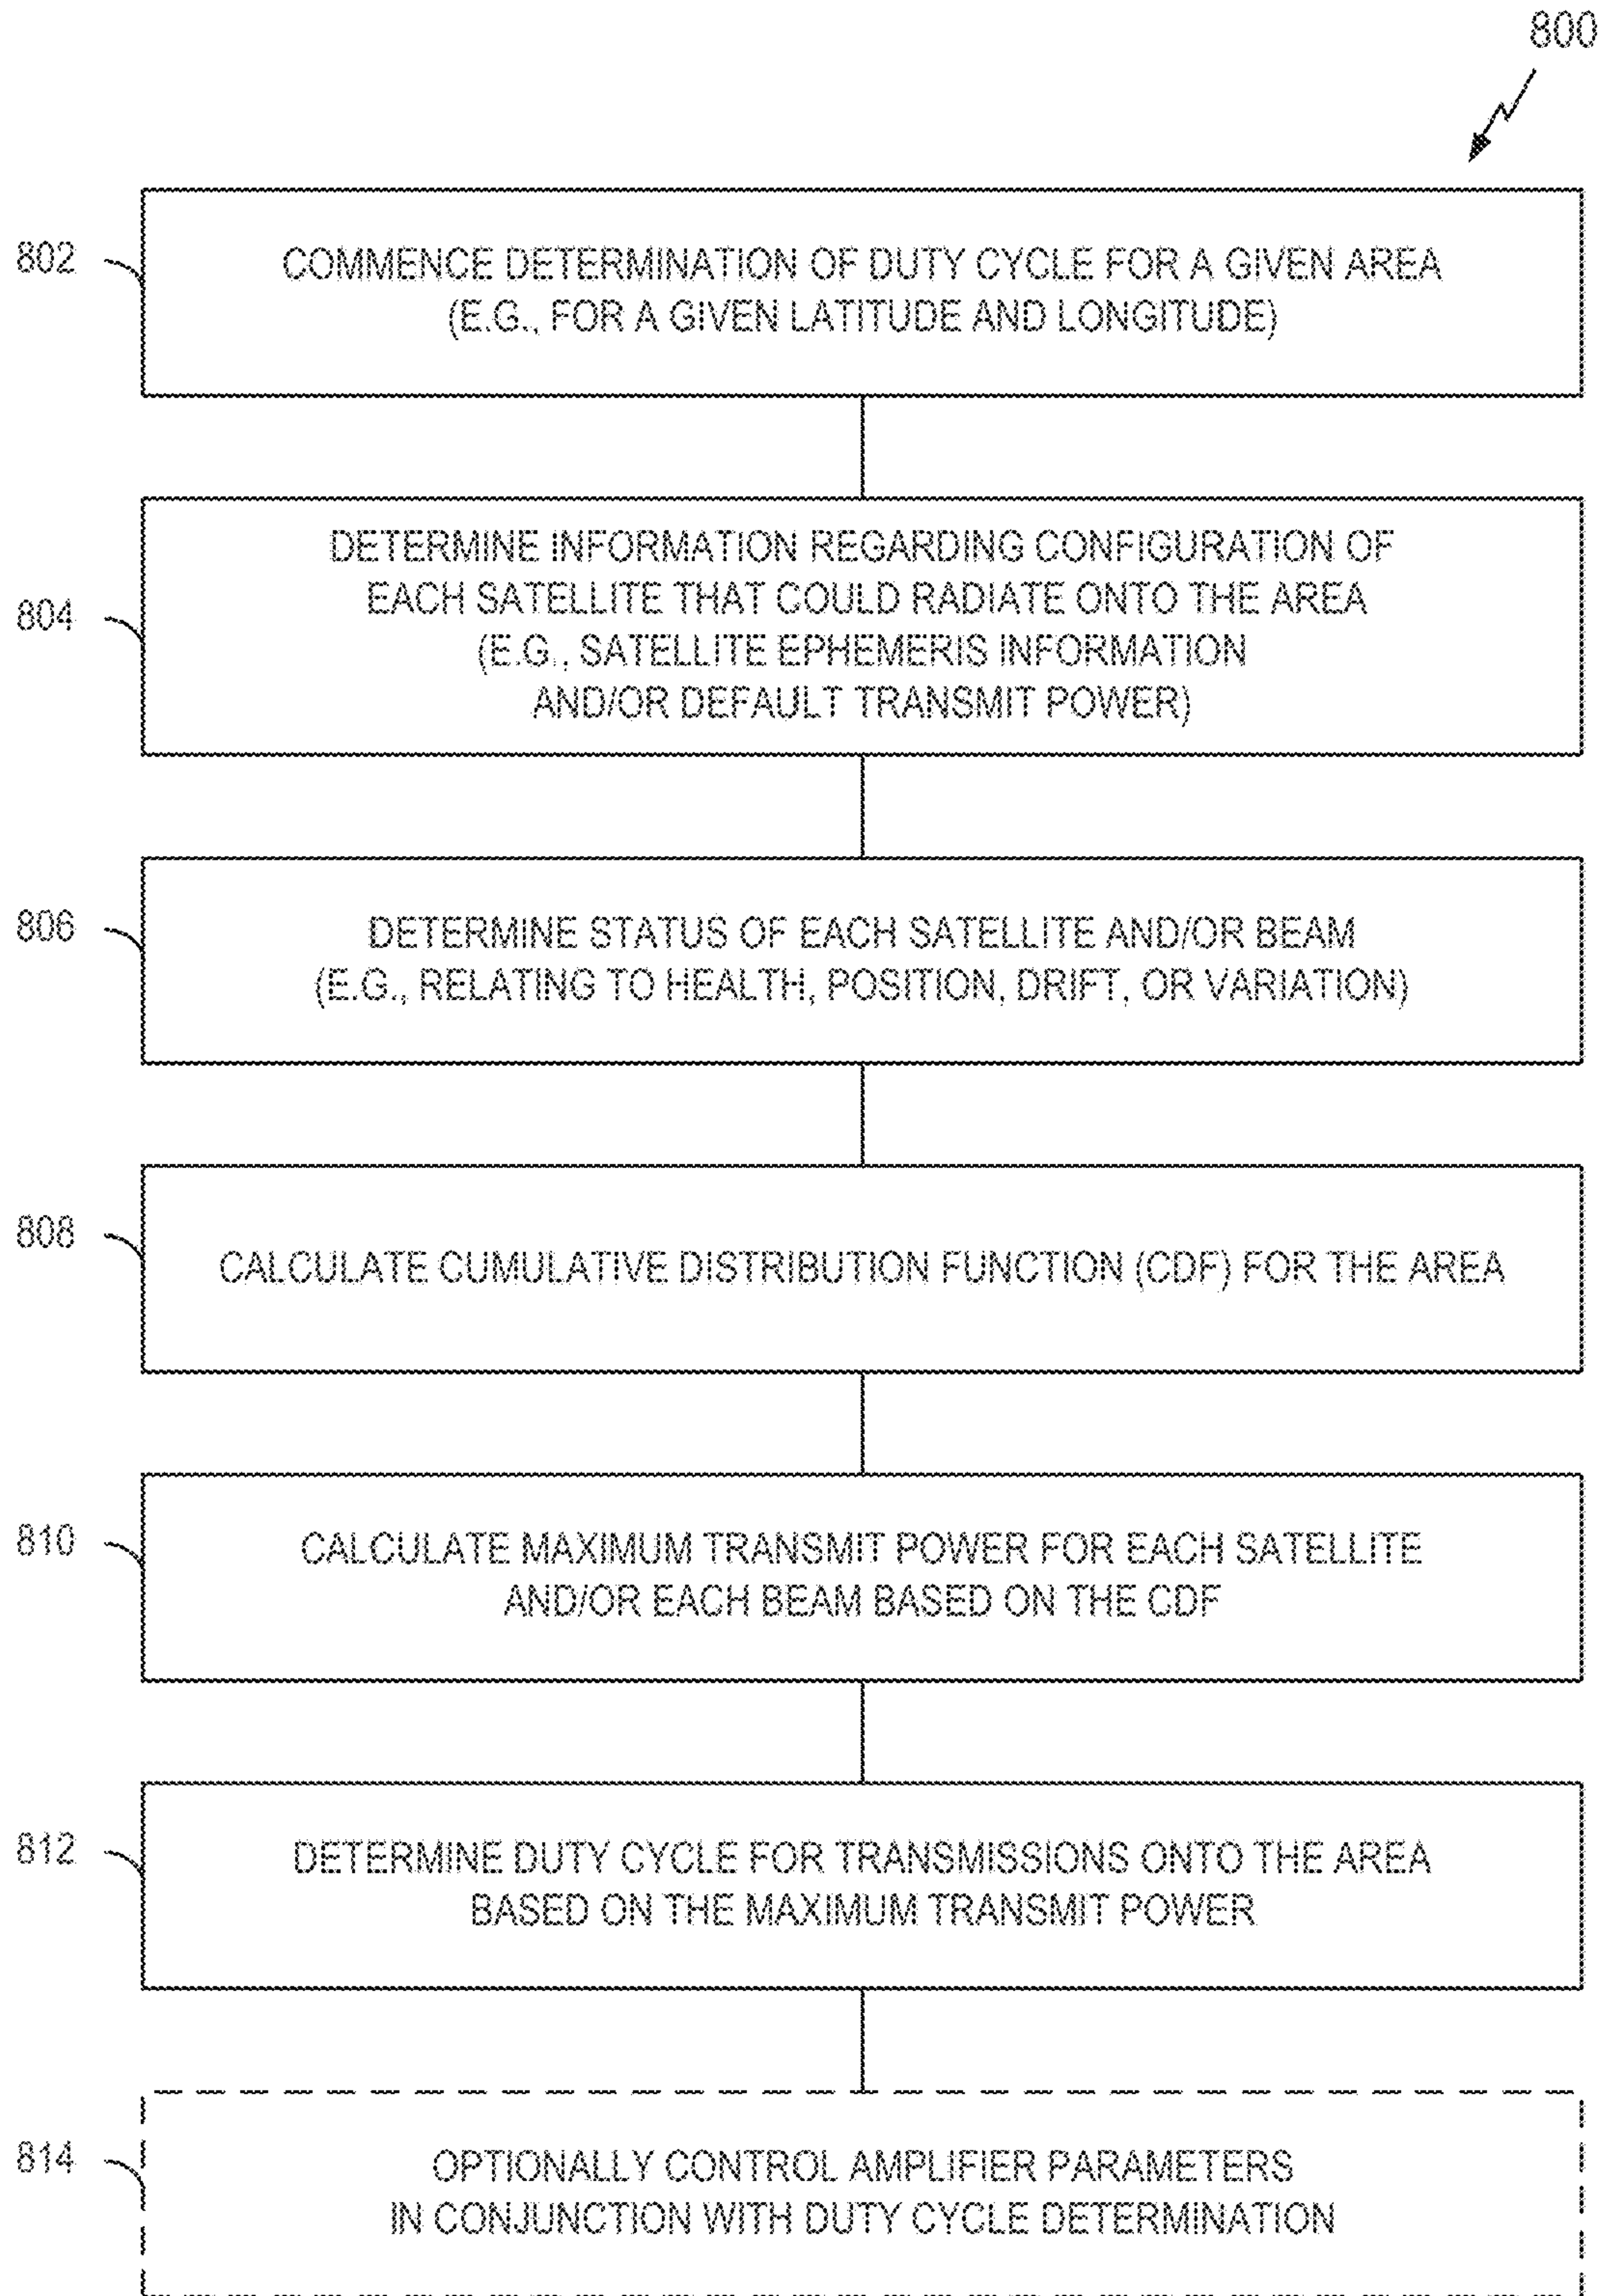 800
802
COMMENCE DETERMINATION OF DUTY CYCLE FOR A GIVEN AREA
(E.G., FOR A GIVEN LATITUDE AND LONGITUDE)
804
DETERMINE INFORMATION REGARDING CONFIGURATION OF
EACH SATELLITE THAT COULD RADIATE ONTO THE AREA
(E.G., SATELLITE EPHEMERIS INFORMATION
AND/OR DEFAULT TRANSMIT POWER)
806
DETERMINE STATUS OF EACH SATELLITE AND/OR BEAM
(E.G., RELATING TO HEALTH, POSITION, DRIFT, OR VARIATION)
808
CALCULATE CUMULATIVE DISTRIBUTION FUNCTION (CDF) FOR THE AREA
810
CALCULATE MAXIMUM TRANSMIT POWER FOR EACH SATELLITE
AND/OR EACH BEAM BASED ON THE CDF
812
DETERMINE DUTY CYCLE FOR TRANSMISSIONS ONTO THE AREA
BASED ON THE MAXIMUM TRANSMIT POWER
814
OPTIONALLY CONTROL AMPLIFIER PARAMETERS
IN CONJUNCTION WITH DUTY CYCLE DETERMINATION